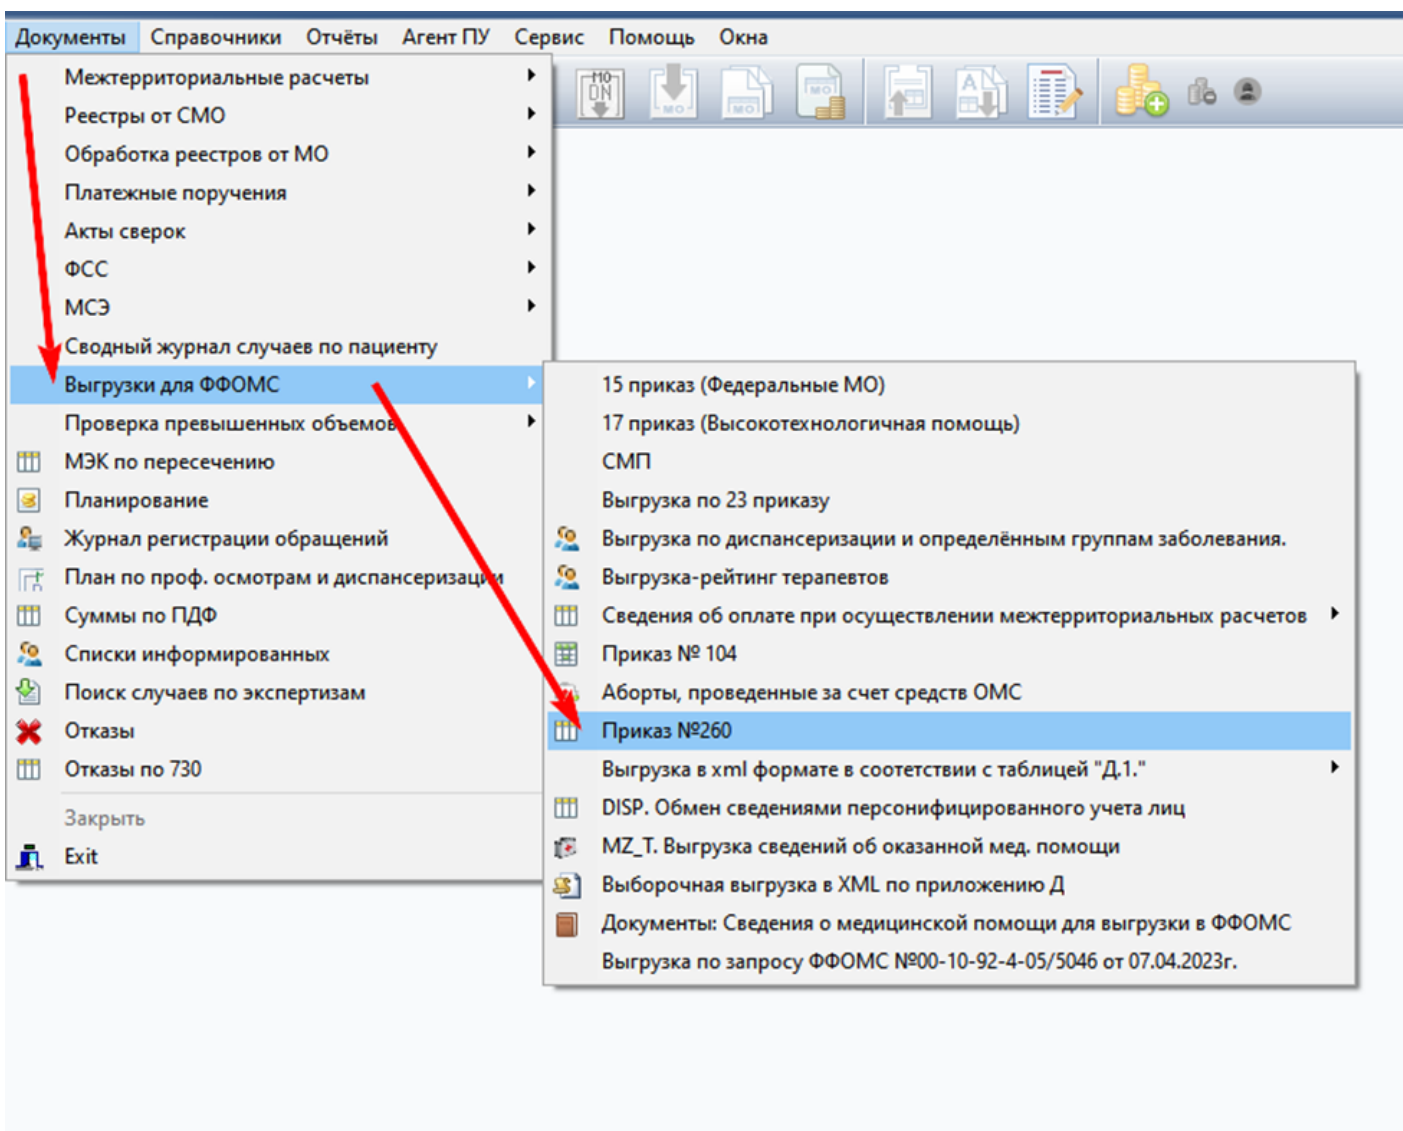 Документы Справочники Отчёты Агент ПУ Сервис Помощь Окна
Межтерриториальные расчеты
Реестры от СМО
Обработка реестров от МО
Платежные поручения
Акты сверок
ФСС
МСЭ
Сводный журнал случаев по пациенту
Выгрузки для ФФОМС
Проверка превышенных объемов
МЭК по пересечению
Планирование
Журнал регистрации обращений
План по проф. осмотрам и диспансеризации
Суммы по ПДФ
Списки информированных
Поиск случаев по экспертизам
Отказы
Отказы по 730
Закрыть
Exit
MO
DN
MO
MO
MO
A
15 приказ (Федеральные МО)
17 приказ (Высокотехнологичная помощь)
СМП
Выгрузка по 23 приказу
Выгрузка по диспансеризации и определённым группам заболевания.
Выгрузка-рейтинг терапевтов
Сведения об оплате при осуществлении межтерриториальных расчетов
Приказ № 104
Аборты, проведенные за счет средств ОМС
Приказ №260
Выгрузка в xml формате в соотетствии с таблицей "Д.1."
DISP. Обмен сведениями персонифицированного учета лиц
MZ_T. Выгрузка сведений об оказанной мед. помощи
Выборочная выгрузка в XML по приложению Д
Документы: Сведения о медицинской помощи для выгрузки в ФФОМС
Выгрузка по запросу ФФОМС №00-10-92-4-05/5046 от 07.04.2023г.